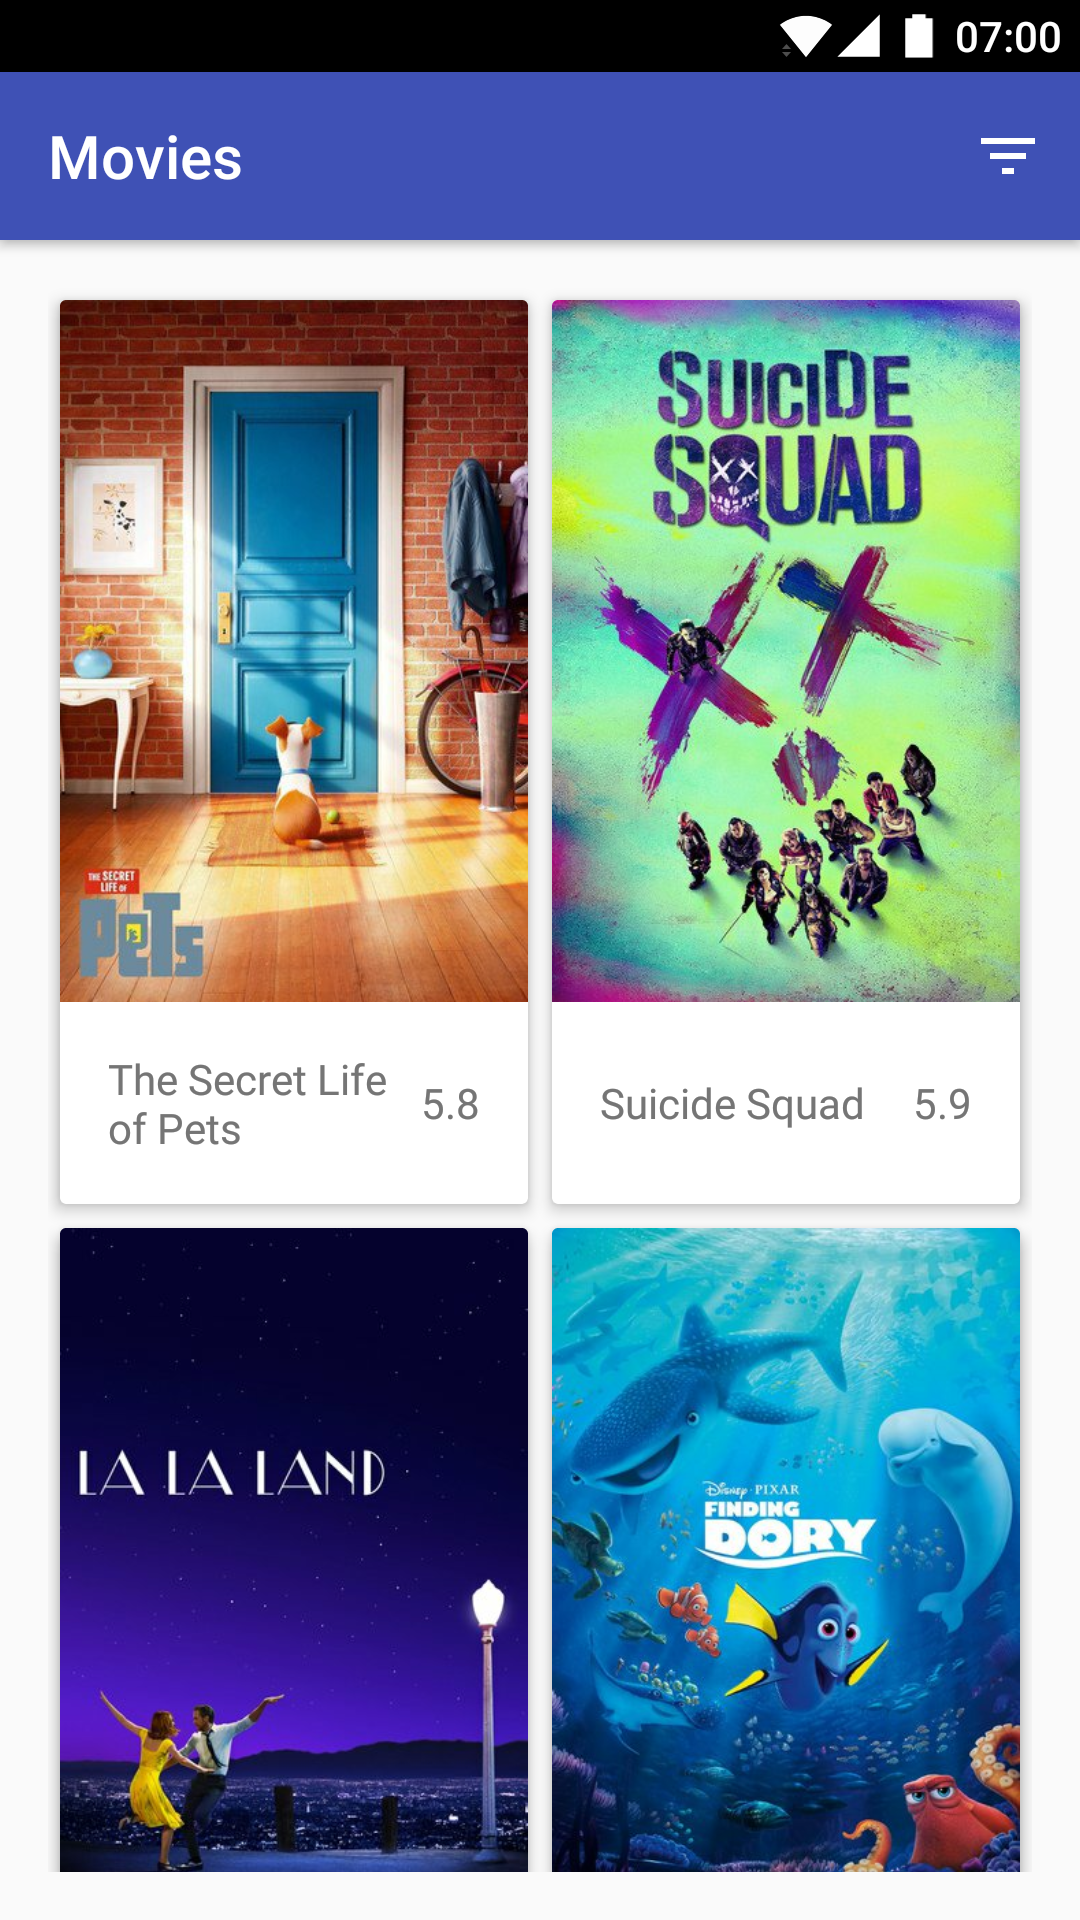 07:00
Movies
THE SECRET
LIFE OF
PETS
SUICIDE
SQUAD
The Secret Life
of Pets
5.8
Suicide Squad
5.9
LA LA LAND
Disney · PIXAR
FINDING
DORY